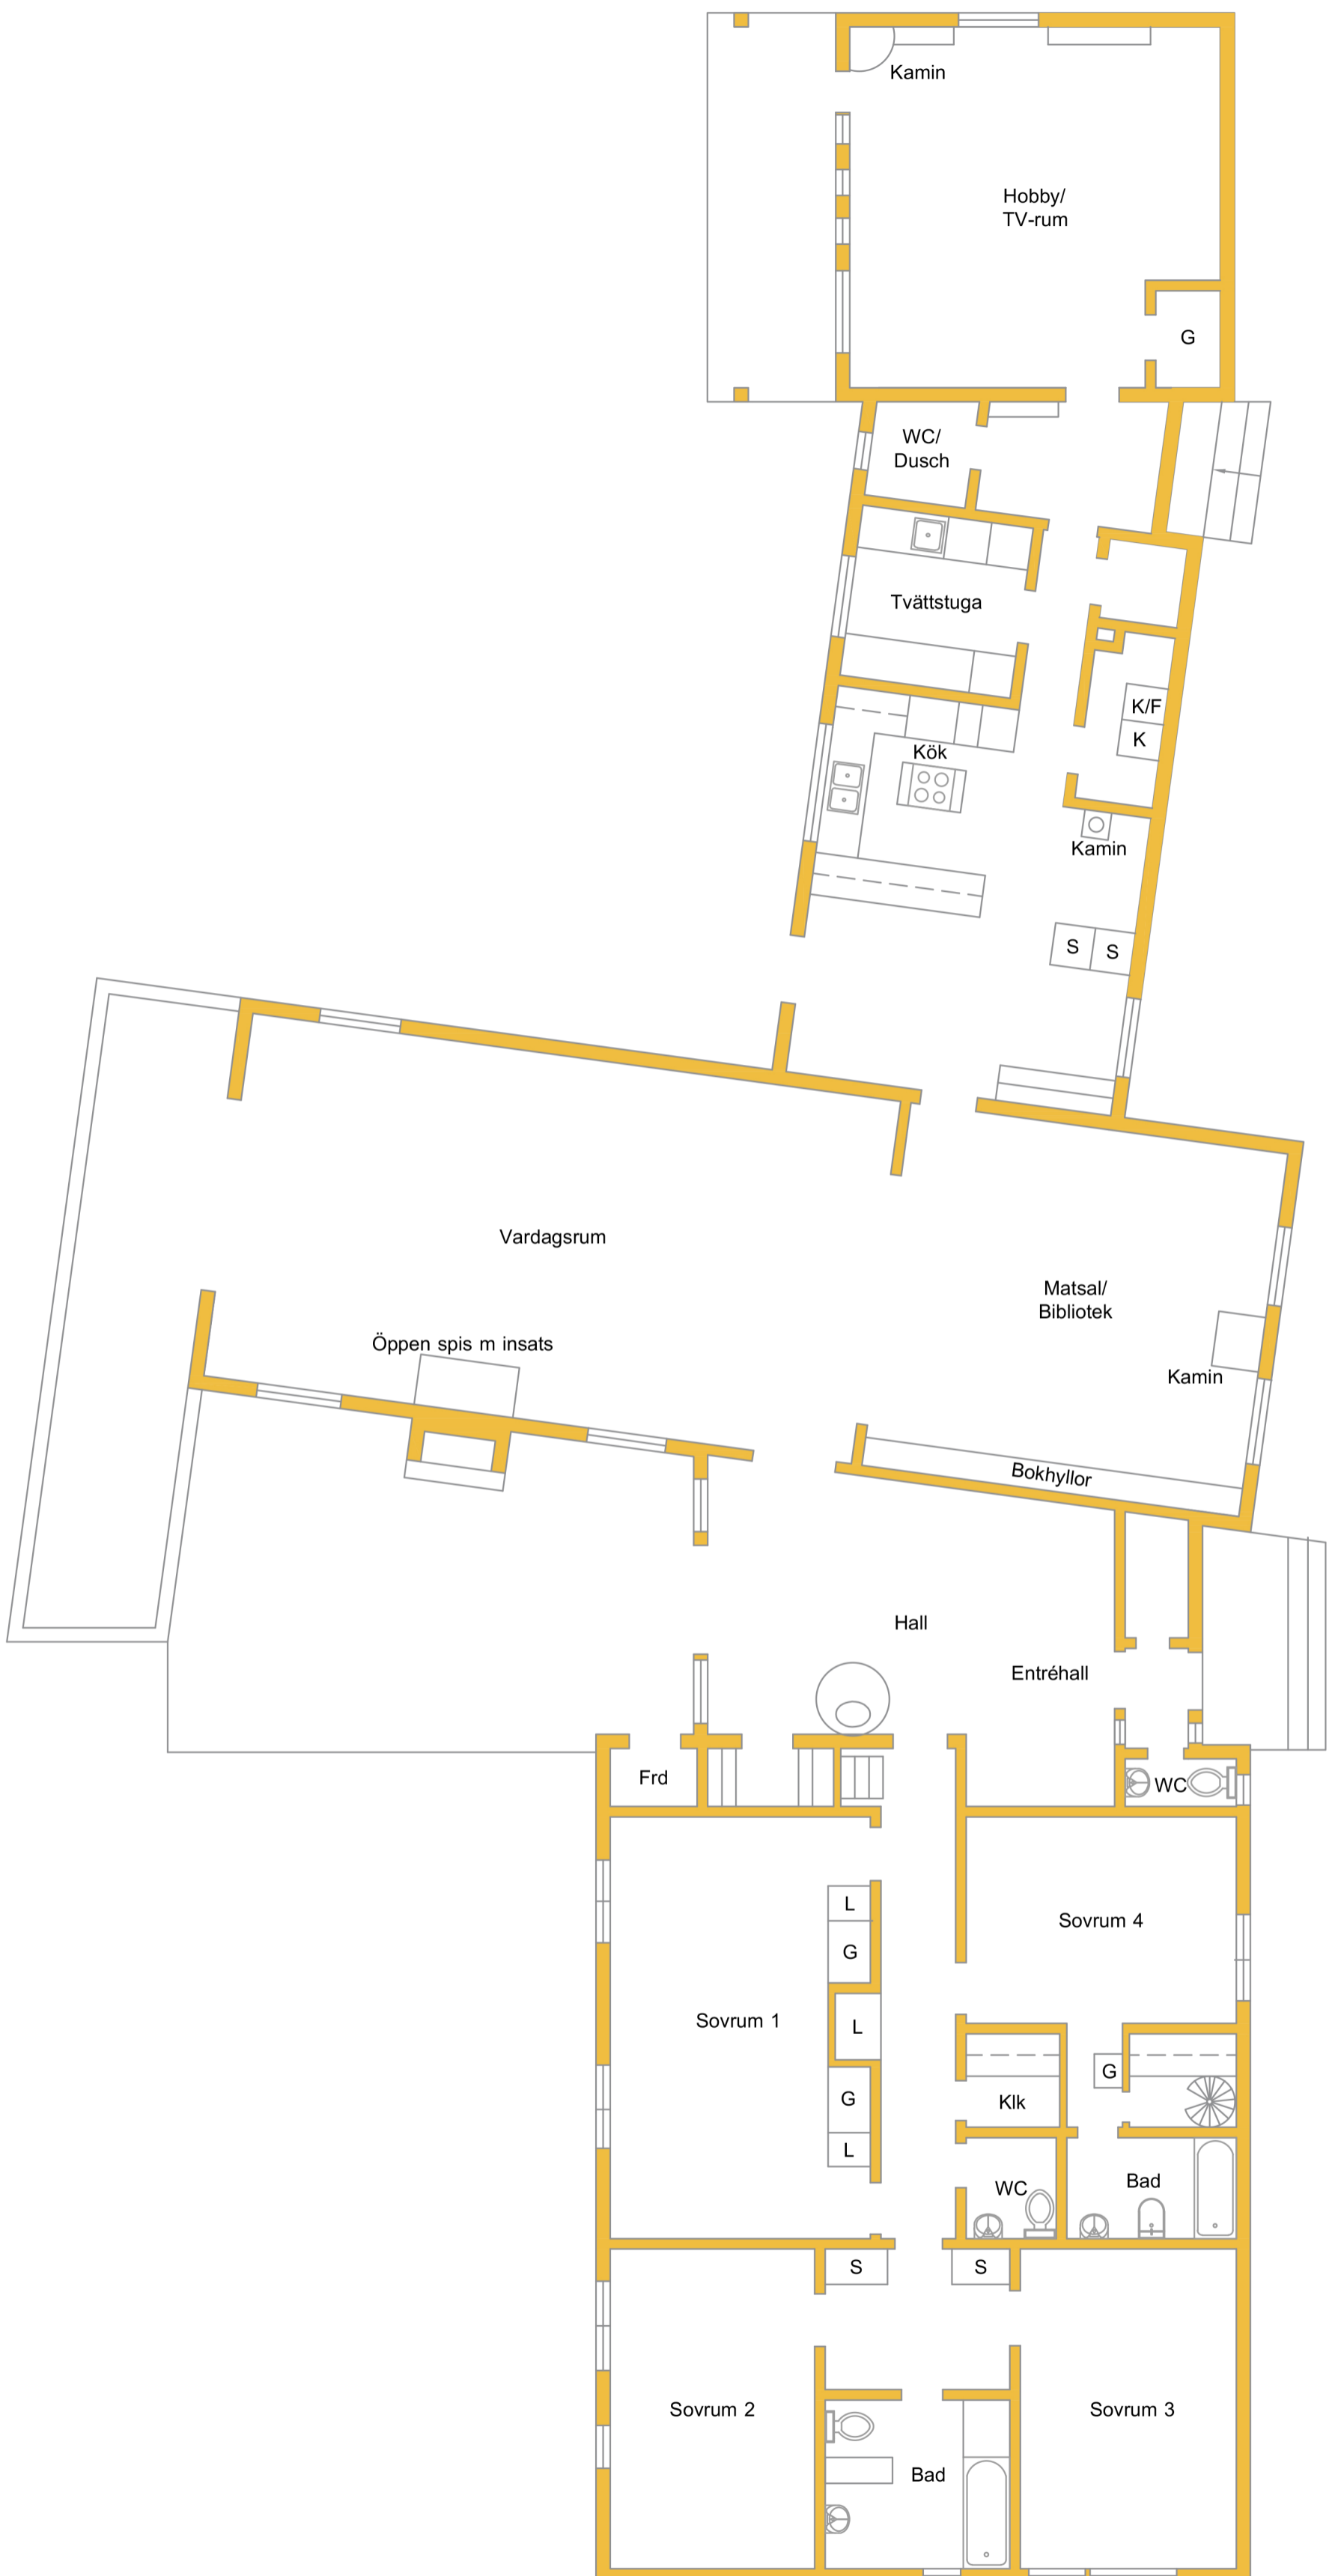 Kamin
Hobby/
TV-rum
G
WC/
Dusch
Tvättstuga
K/F
K
Kök
Kamin
S
S
Vardagsrum
Matsal/
Bibliotek
Öppen spis m insats
Kamin
Bokhyllor
Hall
Entréhall
Frd
WC
L
Sovrum 4
G
Sovrum 1
L
G
G
Klk
L
Bad
WC
S
S
Sovrum 2
Sovrum 3
Bad